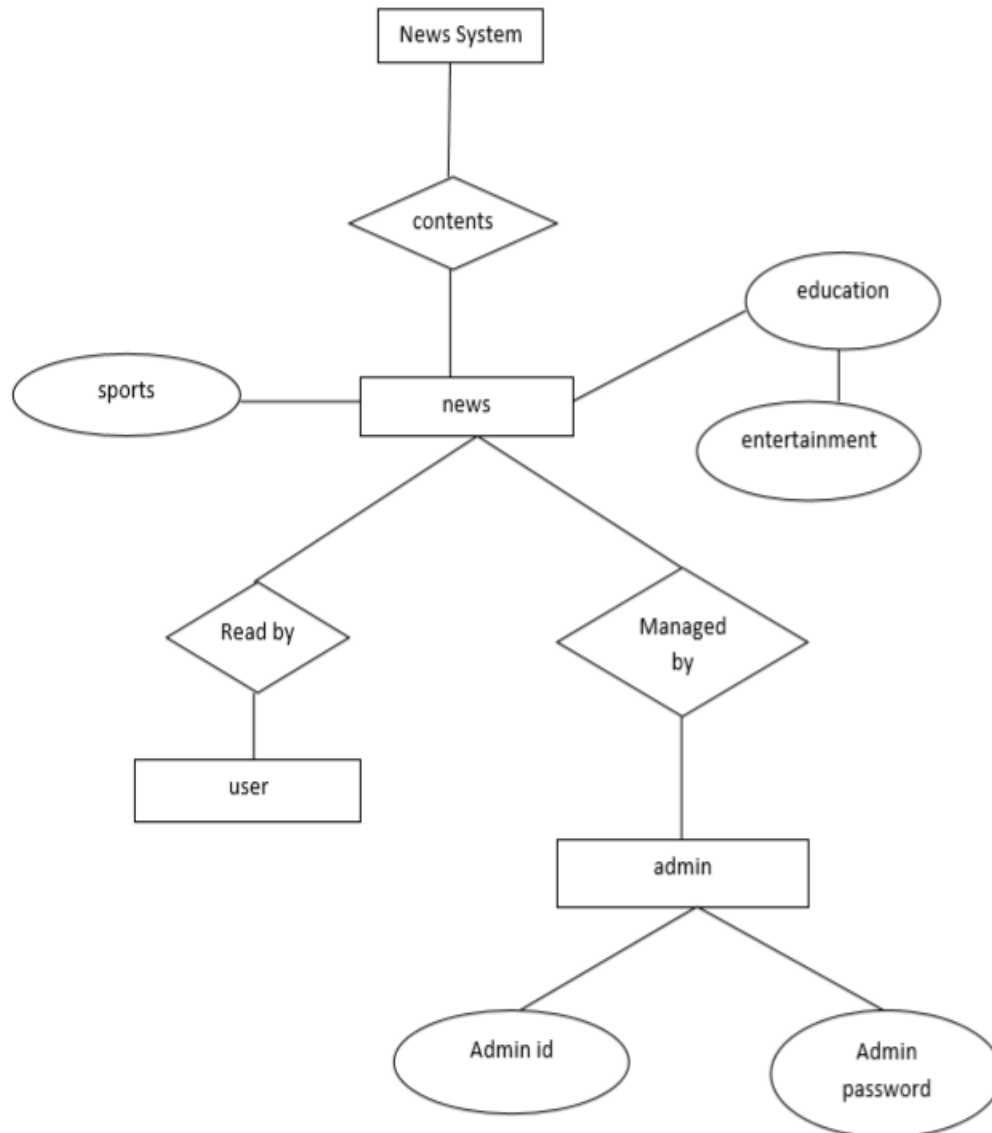 News System
contents
education
sports
news
entertainment
Read by
Managed
by
user
admin
Admin id
Admin
password